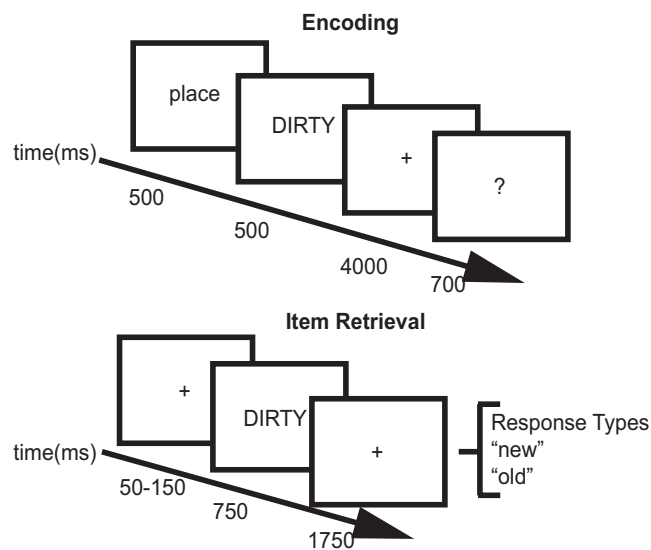 Encoding
place
DIRTY
+
?
time(ms)
500
500
4000
700
Item Retrieval
+
DIRTY
+
Response Types
“new”
“old”
time(ms)
50-150
750
1750